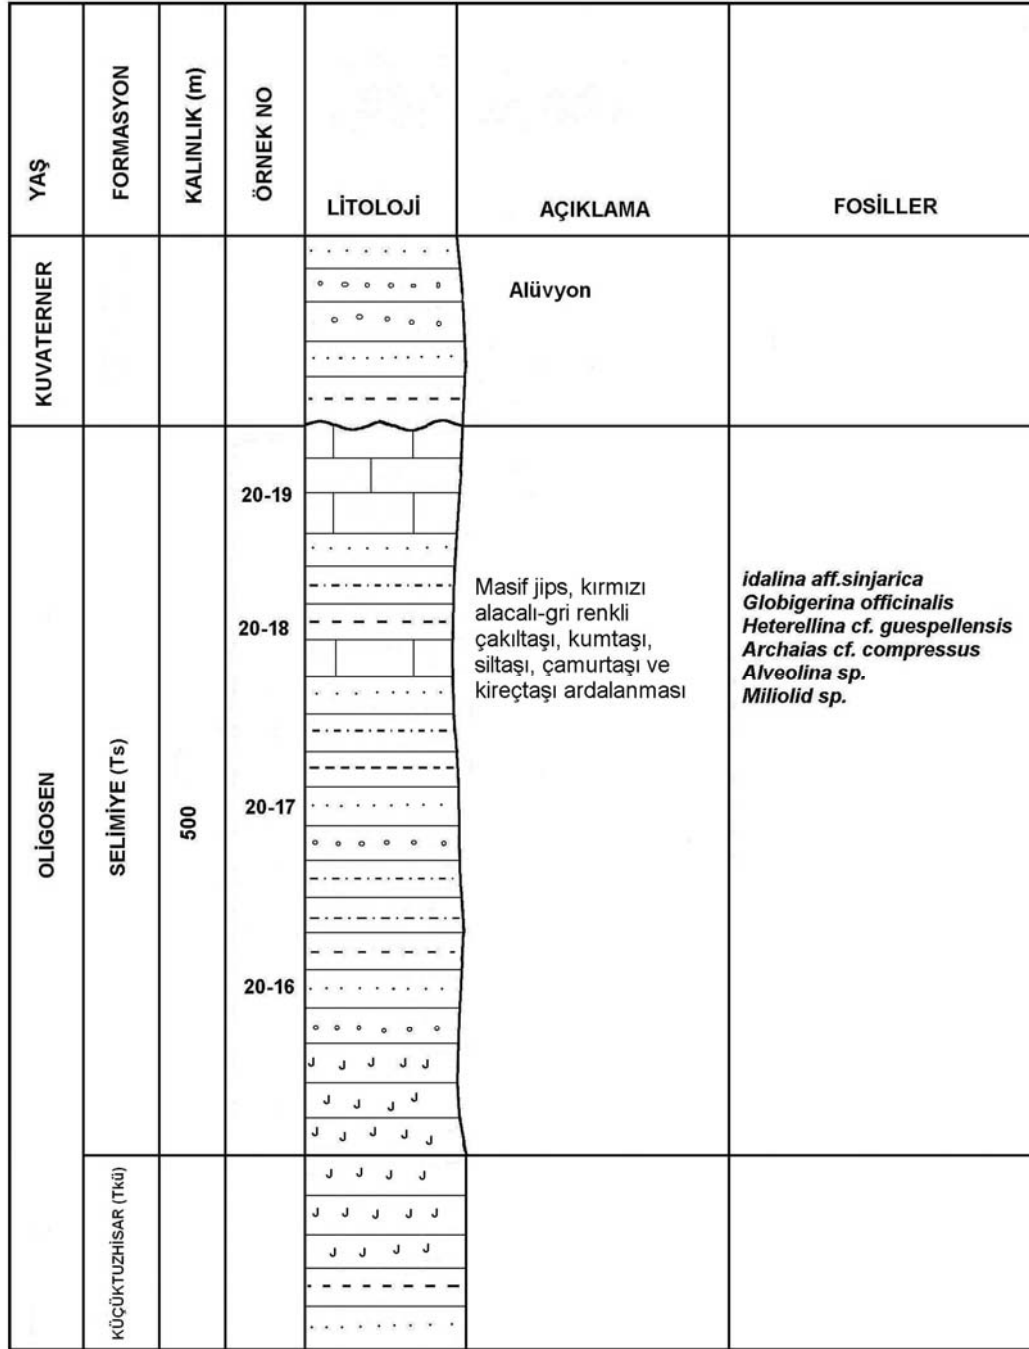 YAŞ
FORMASYON
KALINLIK (m)
ÖRNEK NO
LİTOLOJİ
AÇIKLAMA
FOSİLLER
KUVATERNER
Alüvyon
OLİGOSEN
SELİMİYE (Ts)
500
20-19
20-18
20-17
20-16
Masif jips, kırmızı
alacalı-gri renkli
çakıltaşı, kumtaşı,
siltaşı, çamurtaşı ve
kireçtaşı ardalanması
idalina aff.sinjarica
Globigerina officinalis
Heterellina cf. guespellensis
Archaias cf. compressus
Alveolina sp.
Miliolid sp.
J J J J J
J J J J
J J J J J
KÜÇÜKTUZHİSAR (Tkü)
J J J J
J J J J J
J J J J